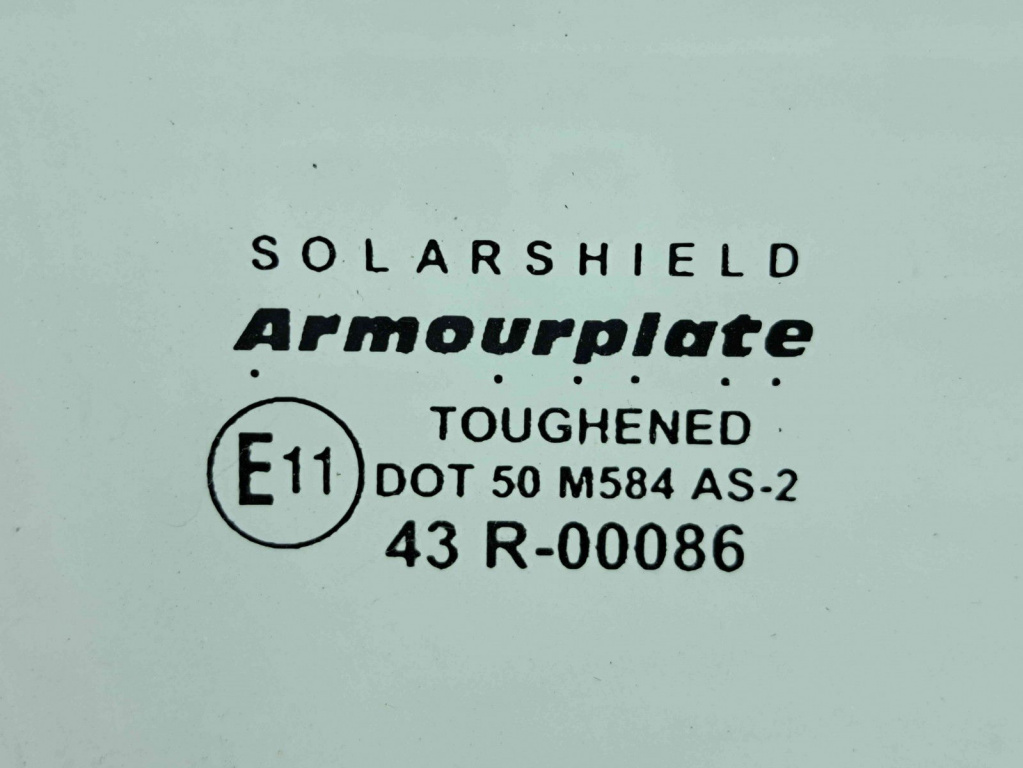 SOLARSHIELD
Armourplate
TOUGHENED
E11 DOT 50 M584 AS-2
43 R-00086